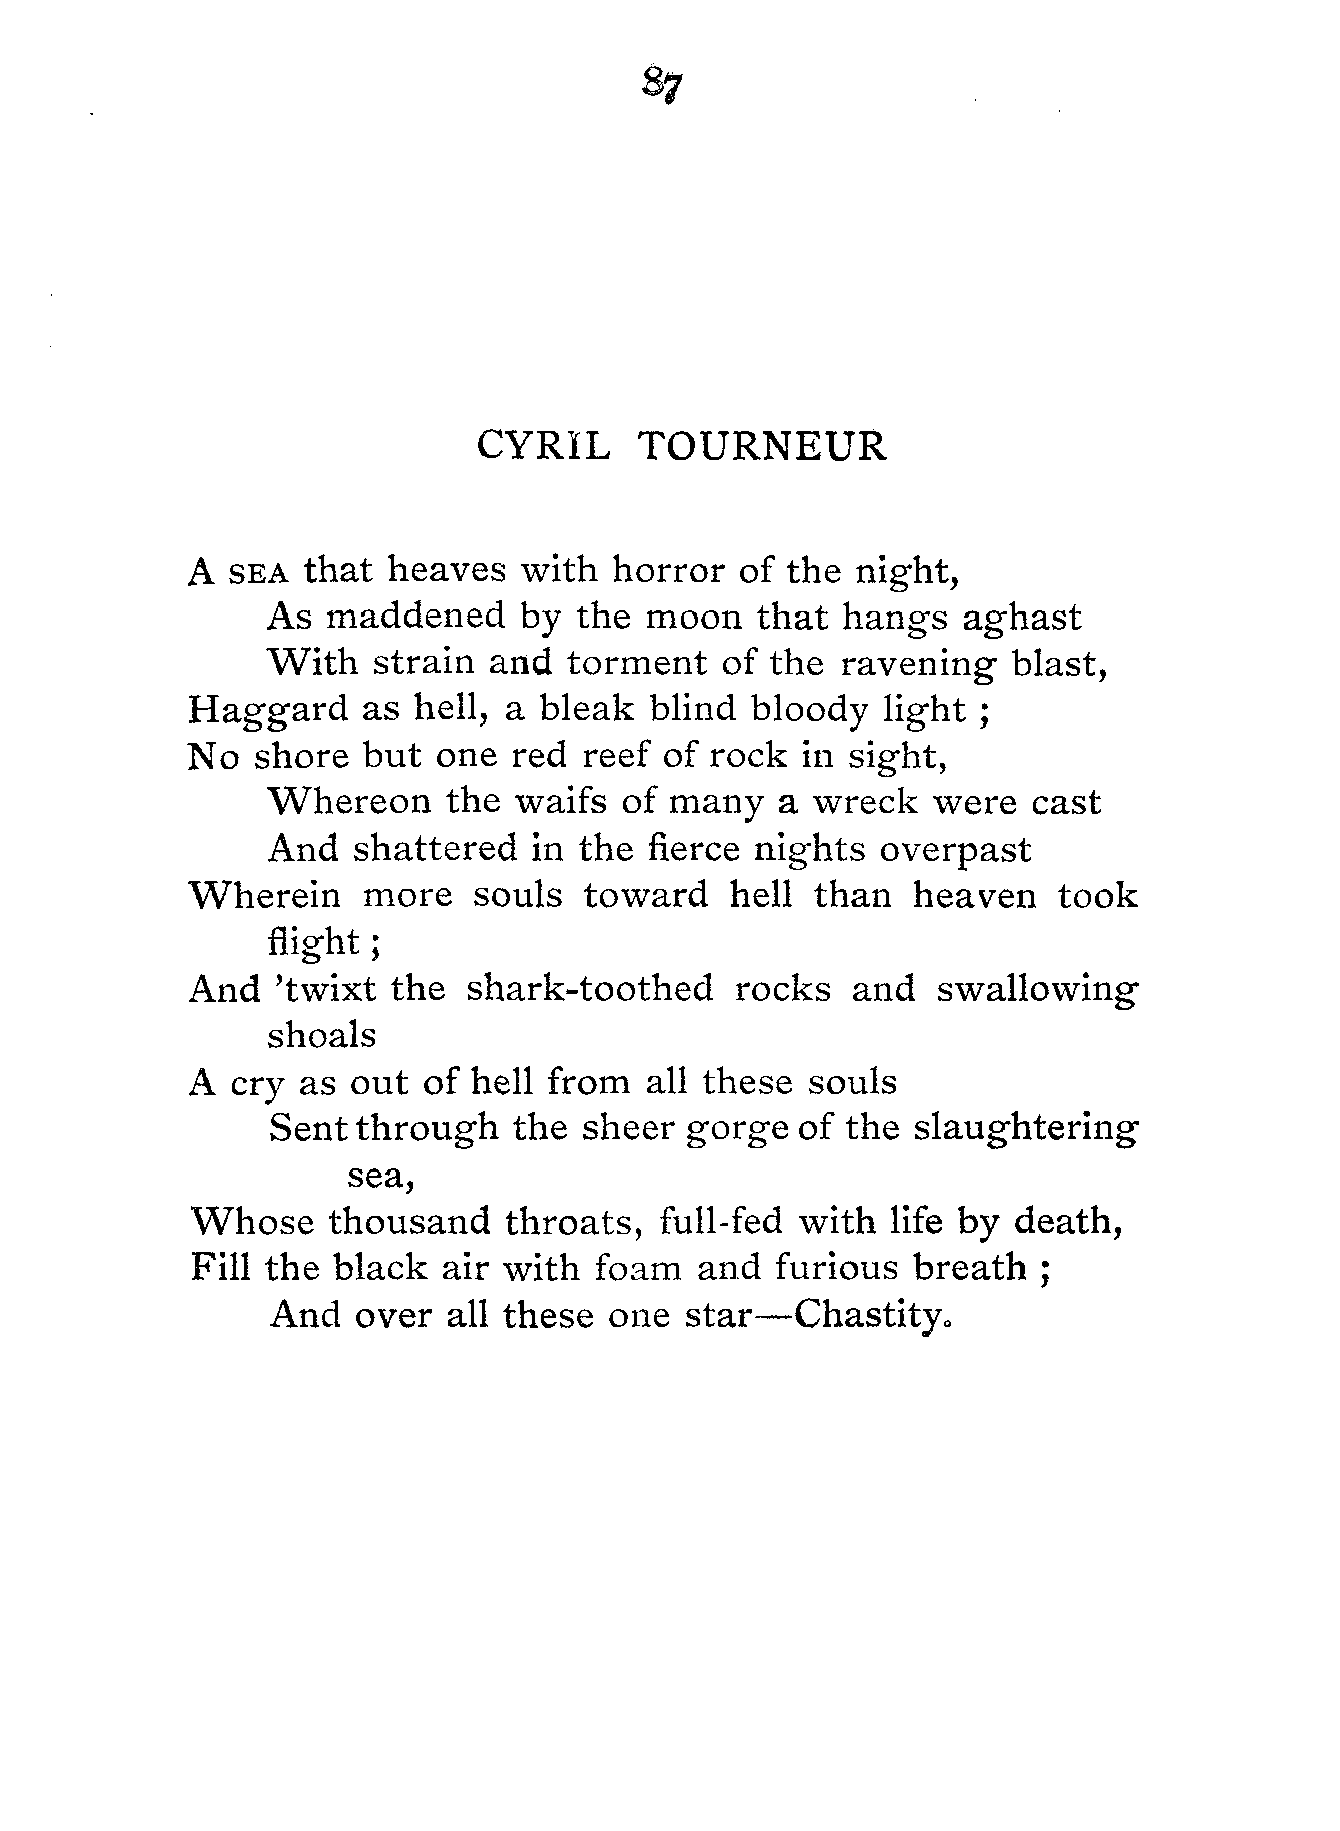 87
CYRIL TOURNEUR
A SEA that heaves with horror of the night,
As maddened by the moon that hangs aghast
With strain and torment of the ravening blast,
Haggard as hell, a bleak blind bloody light ;
No shore but one red reef of rock in sight,
Whereon the waifs of many a wreck were cast
And shattered in the fierce nights overpast
Wherein more souls toward hell than heaven took
flight ;
And ’twixt the shark-toothed rocks and swallowing
shoals
A cry as out of hell from all these souls
Sent through the sheer gorge of the slaughtering
sea,
Whose thousand throats, full-fed with life by death,
Fill the black air with foam and furious breath ;
And over all these one star—Chastity.